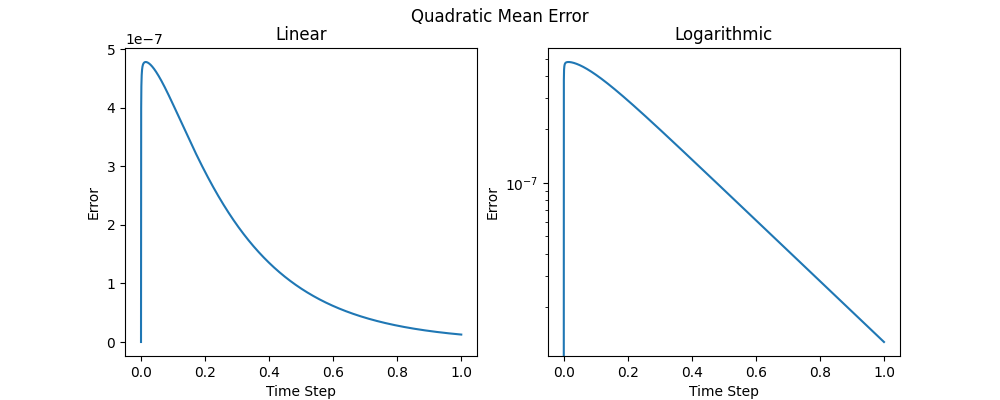 Quadratic Mean Error
Linear
1e−7
5
4
3
2
1
0
Error
0.0 0.2 0.4 0.6 0.8 1.0
Time Step
Logarithmic
10⁻⁷
Error
0.0 0.2 0.4 0.6 0.8 1.0
Time Step